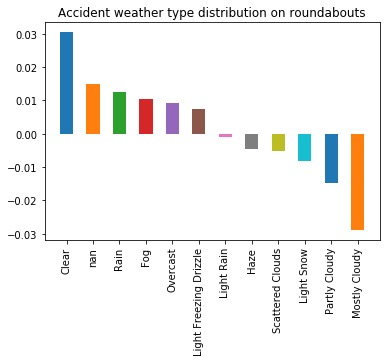 Accident weather type distribution on roundabouts
0.03
0.02
0.01
0.00
−0.01
−0.02
−0.03
Clear
nan
Rain
Fog
Overcast
Light Freezing Drizzle
Light Rain
Haze
Scattered Clouds
Light Snow
Partly Cloudy
Mostly Cloudy